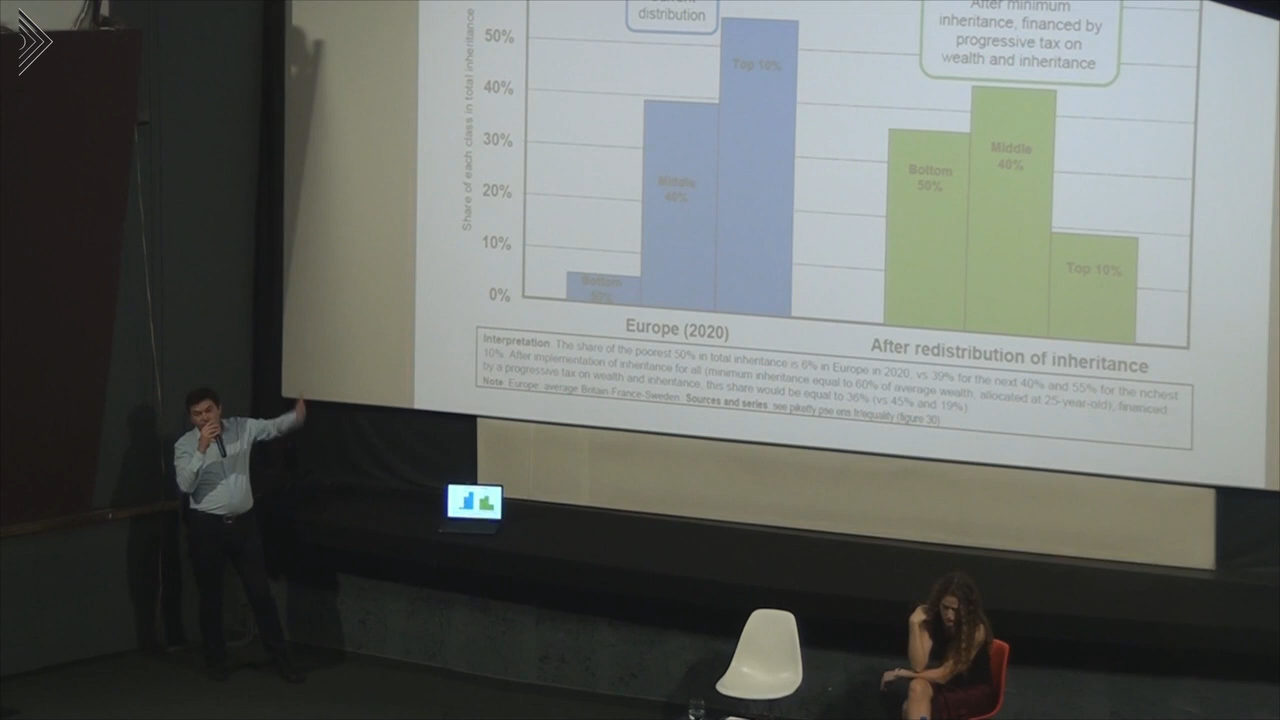 distribution
After minimum
inheritance, financed by
progressive tax on
wealth and inheritance
Share of each class in total inheritance
50%
40%
30%
20%
10%
0%
Bottom
50%
Middle
40%
Top 10%
Bottom
50%
Middle
40%
Top 10%
Europe (2020)
After redistribution of inheritance
Interpretation. The share of the poorest 50% in total inheritance is 6% in Europe in 2020, vs 39% for the next 40% and 55% for the richest
10%. After implementation of inheritance for all (minimum inheritance equal to 60% of average wealth, allocated at 25-year-old), financed
by a progressive tax on wealth and inheritance, this share would be equal to 36% (vs 45% and 19%)
Note. Europe: average Britain-France-Sweden. Sources and series: see piketty.pse.ens.fr/equality (figure 30)